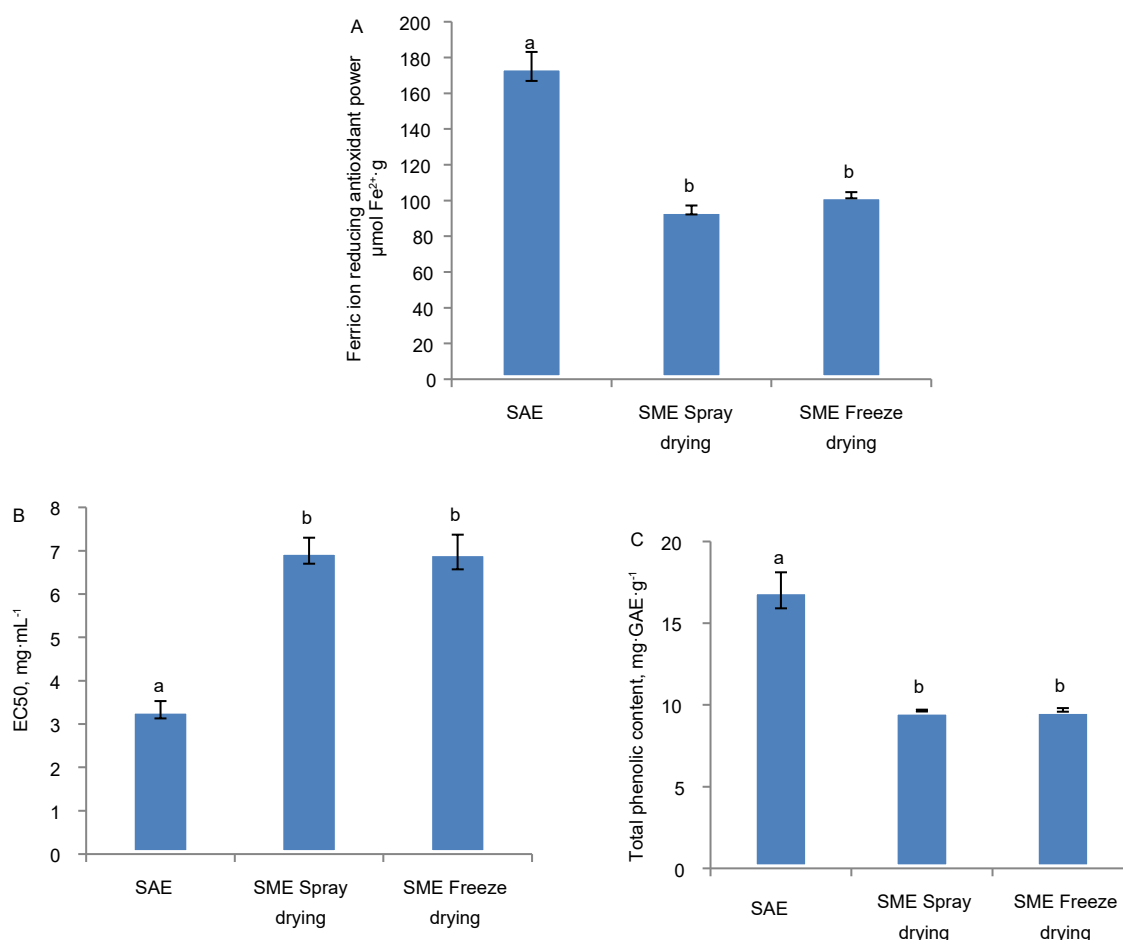 A
Ferric ion reducing antioxidant power
µmol Fe²⁺·g
200
180
160
140
120
100
80
60
40
20
0
a
b
b
SAE
SME Spray
drying
SME Freeze
drying
B
EC50, mg·mL⁻¹
8
7
6
5
4
3
2
1
0
a
b
b
SAE
SME Spray
drying
SME Freeze
drying
C
Total phenolic content, mg·GAE·g⁻¹
20
15
10
5
0
a
b
b
SAE
SME Spray
drying
SME Freeze
drying